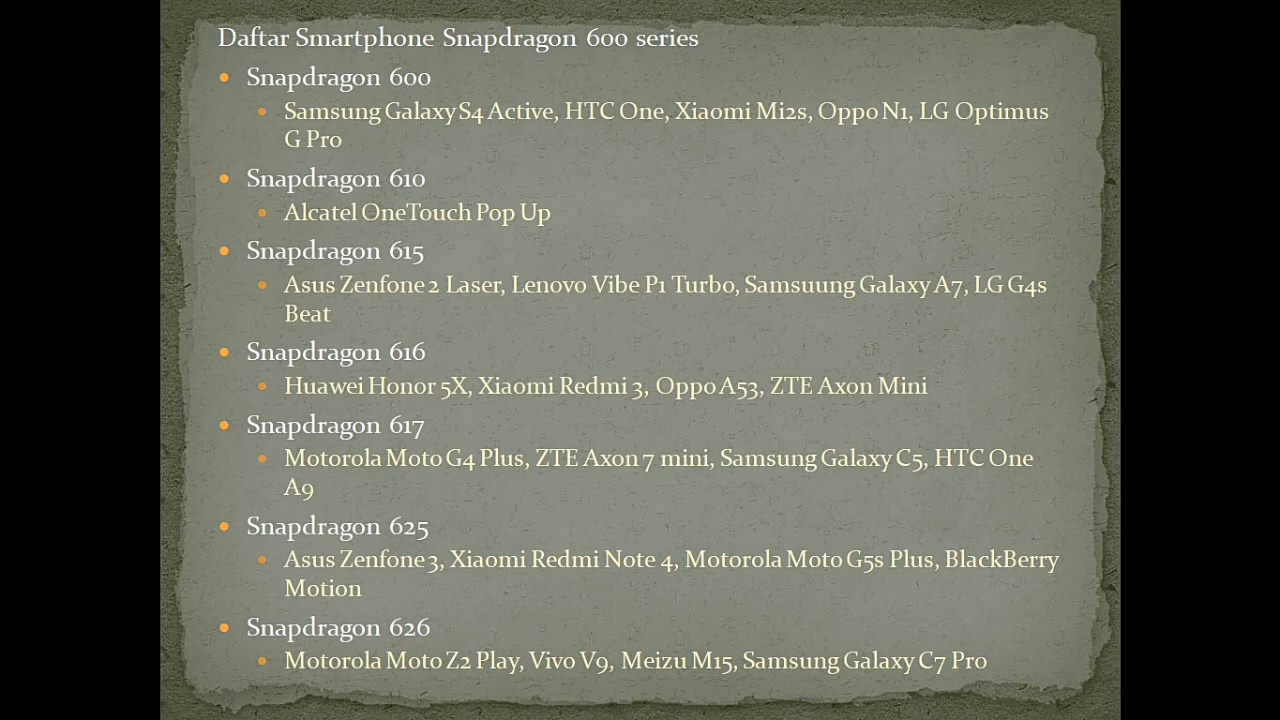 Daftar Smartphone Snapdragon 600 series
Snapdragon 600
Samsung Galaxy S4 Active, HTC One, Xiaomi Mi2s, Oppo N1, LG Optimus
G Pro
Snapdragon 610
Alcatel OneTouch Pop Up
Snapdragon 615
Asus Zenfone 2 Laser, Lenovo Vibe P1 Turbo, Samsuung Galaxy A7, LG G4s
Beat
Snapdragon 616
Huawei Honor 5X, Xiaomi Redmi 3, Oppo A53, ZTE Axon Mini
Snapdragon 617
Motorola Moto G4 Plus, ZTE Axon 7 mini, Samsung Galaxy C5, HTC One
A9
Snapdragon 625
Asus Zenfone 3, Xiaomi Redmi Note 4, Motorola Moto G5s Plus, BlackBerry
Motion
Snapdragon 626
Motorola Moto Z2 Play, Vivo V9, Meizu M15, Samsung Galaxy C7 Pro